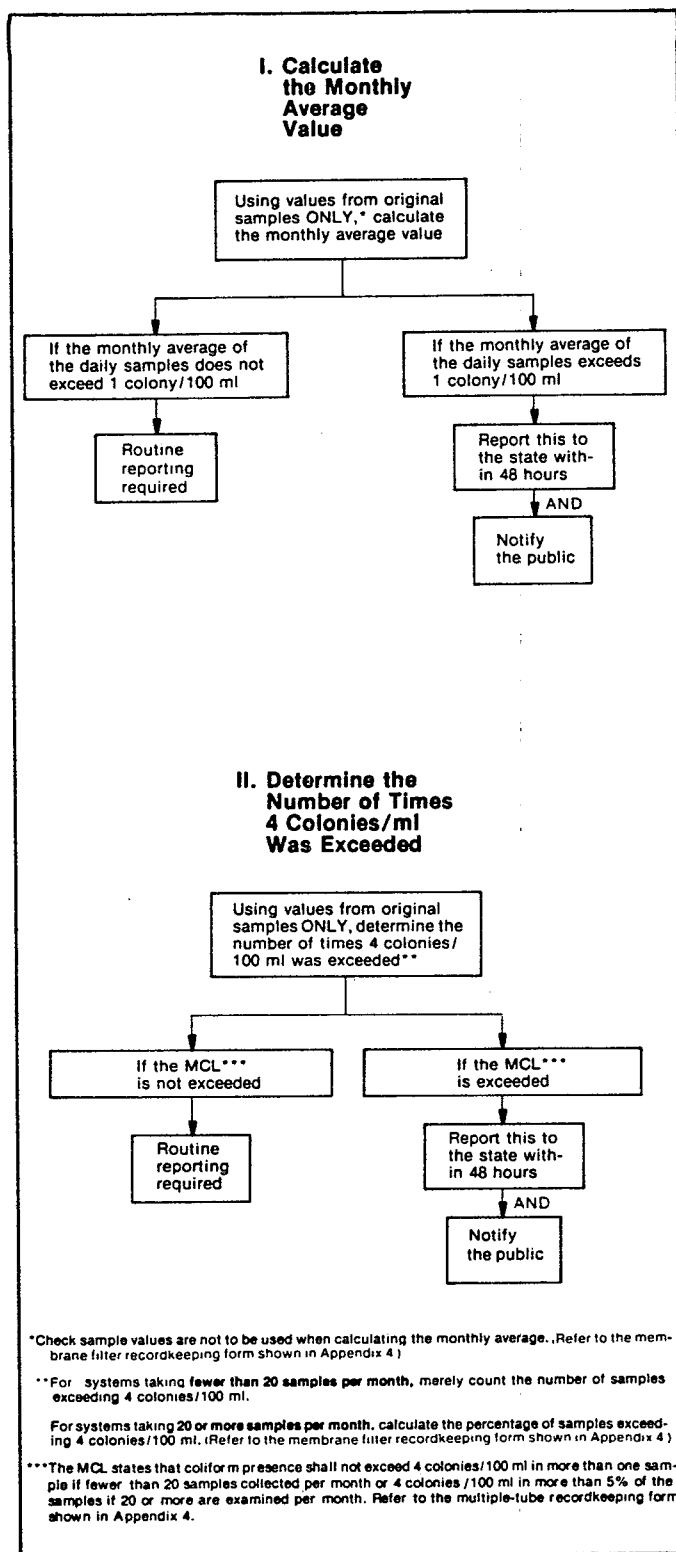 I. Calculate
the Monthly
Average
Value
Using values from original
samples ONLY,* calculate
the monthly average value
If the monthly average of
the daily samples does not
exceed 1 colony/100 ml
If the monthly average of
the daily samples exceeds
1 colony/100 ml
Routine
reporting
required
Report this to
the state with-
in 48 hours
AND
Notify
the public
II. Determine the
Number of Times
4 Colonies/ml
Was Exceeded
Using values from original
samples ONLY, determine the
number of times 4 colonies/
100 ml was exceeded**
If the MCL***
is not exceeded
If the MCL***
is exceeded
Routine
reporting
required
Report this to
the state with-
in 48 hours
AND
Notify
the public
*Check sample values are not to be used when calculating the monthly average. (Refer to the mem-
brane filter recordkeeping form shown in Appendix 4)
**For systems taking fewer than 20 samples per month, merely count the number of samples
exceeding 4 colonies/100 ml.
For systems taking 20 or more samples per month, calculate the percentage of samples exceed-
ing 4 colonies/100 ml. (Refer to the membrane filter recordkeeping form shown in Appendix 4)
***The MCL states that coliform presence shall not exceed 4 colonies/100 ml in more than one sam-
ple if fewer than 20 samples collected per month or 4 colonies /100 ml in more than 5% of the
samples if 20 or more are examined per month. Refer to the multiple-tube recordkeeping form
shown in Appendix 4.